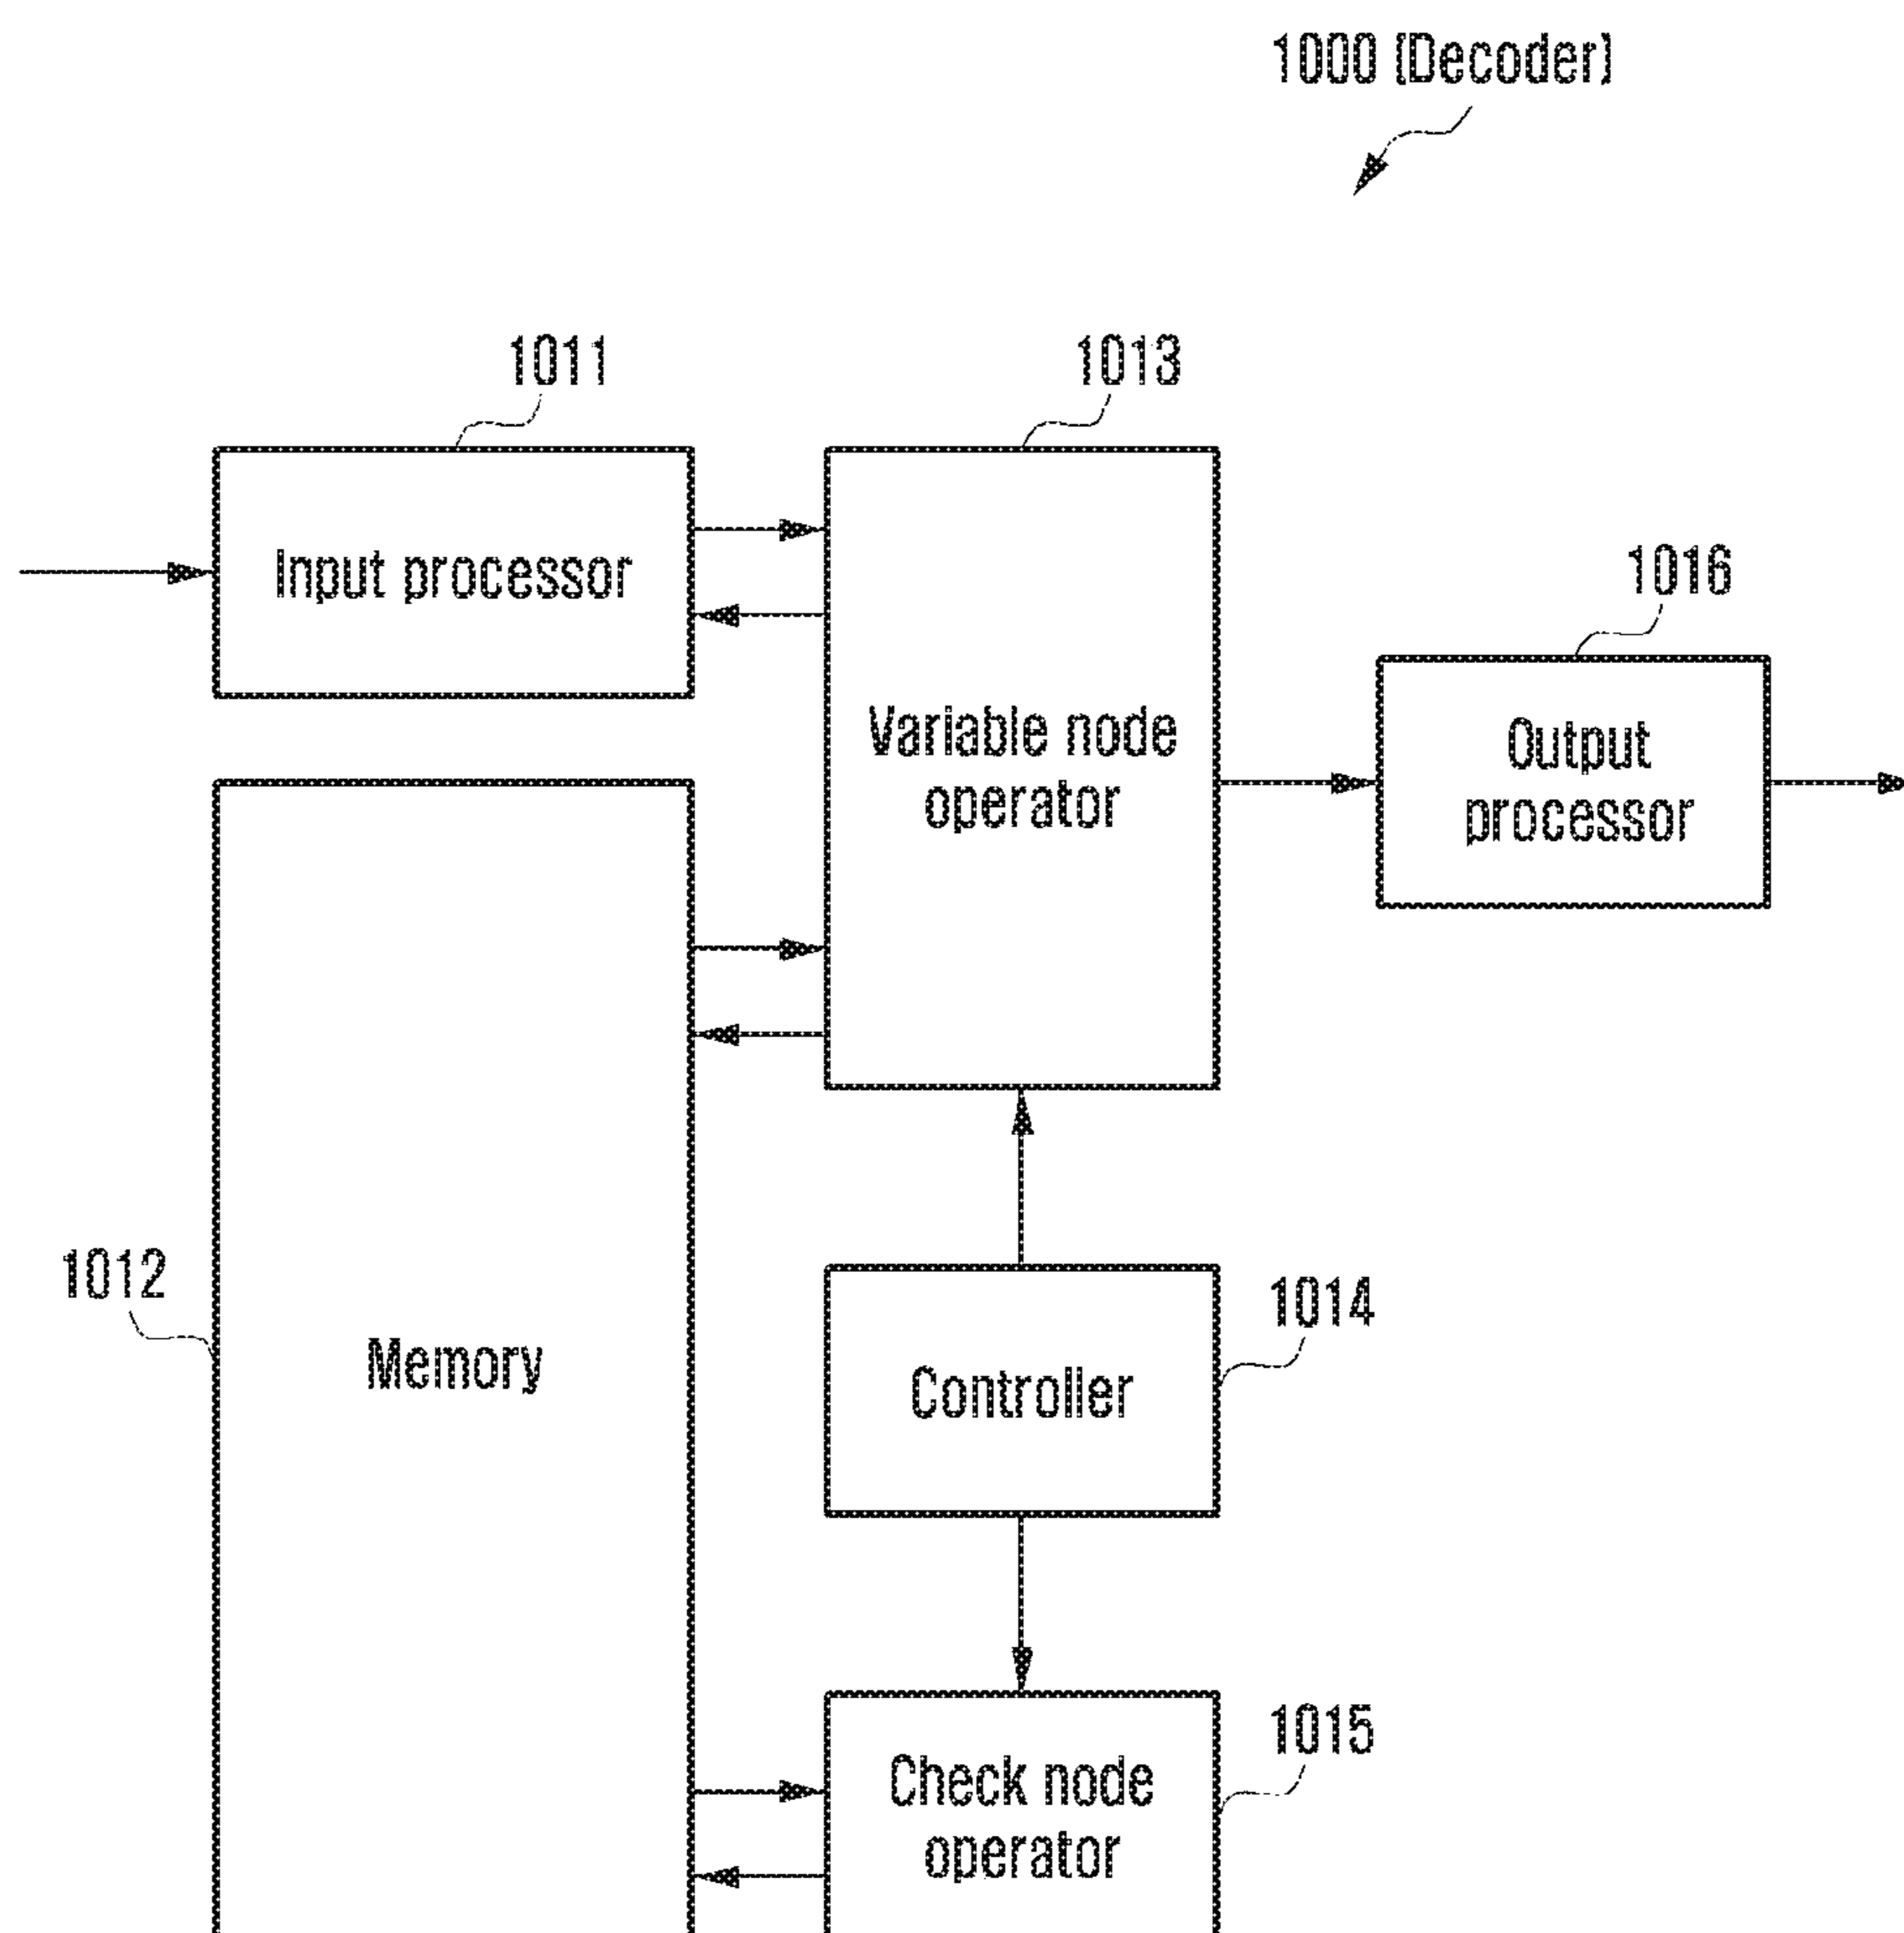 1000 (Decoder)
1011
1013
Input processor
1016
Variable node
operator
Output
processor
1012
Memory
1014
Controller
1015
Check node
operator